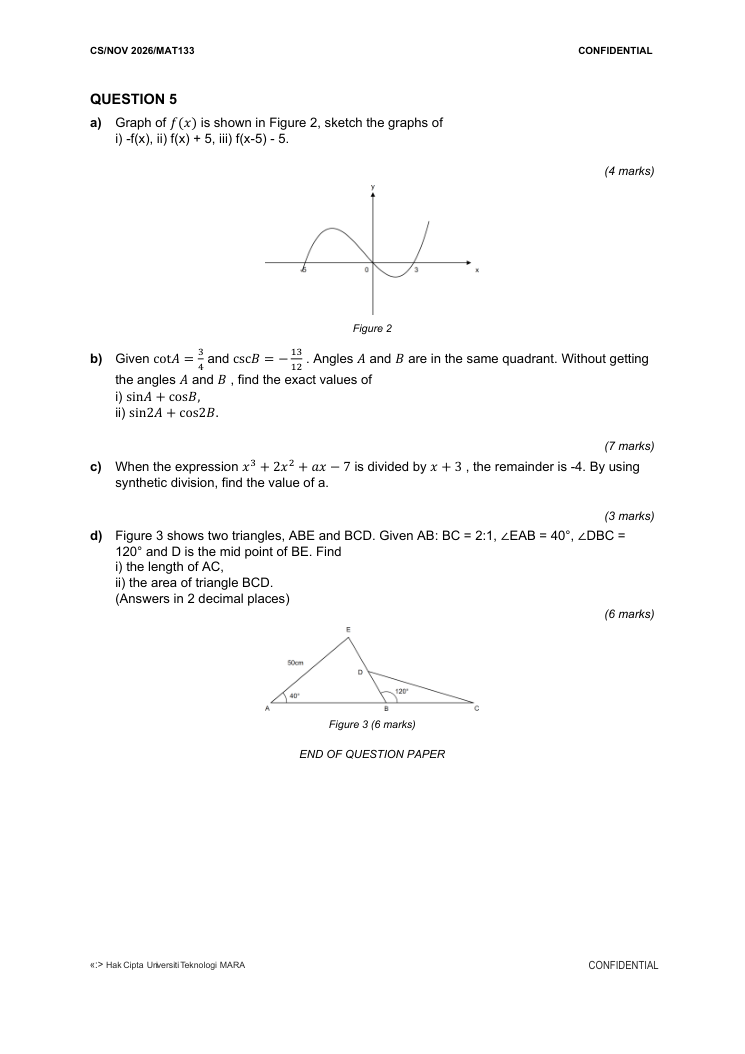 CS/NOV 2026/MAT133 CONFIDENTIAL
QUESTION 5
a) Graph of f(x) is shown in Figure 2, sketch the graphs of
i) -f(x), ii) f(x) + 5, iii) f(x-5) - 5.
(4 marks)
y
-5 0 3 x
Figure 2
b) Given cotA = 3/4 and cscB = −13/12 . Angles A and B are in the same quadrant. Without getting
the angles A and B , find the exact values of
i) sinA + cosB,
ii) sin2A + cos2B.
(7 marks)
c) When the expression x³ + 2x² + ax − 7 is divided by x + 3 , the remainder is -4. By using
synthetic division, find the value of a.
(3 marks)
d) Figure 3 shows two triangles, ABE and BCD. Given AB: BC = 2:1, ∠EAB = 40°, ∠DBC =
120° and D is the mid point of BE. Find
i) the length of AC,
ii) the area of triangle BCD.
(Answers in 2 decimal places)
(6 marks)
E
50cm
D
40° 120°
A B C
Figure 3 (6 marks)
END OF QUESTION PAPER
«:> Hak Cipta Universiti Teknologi MARA CONFIDENTIAL